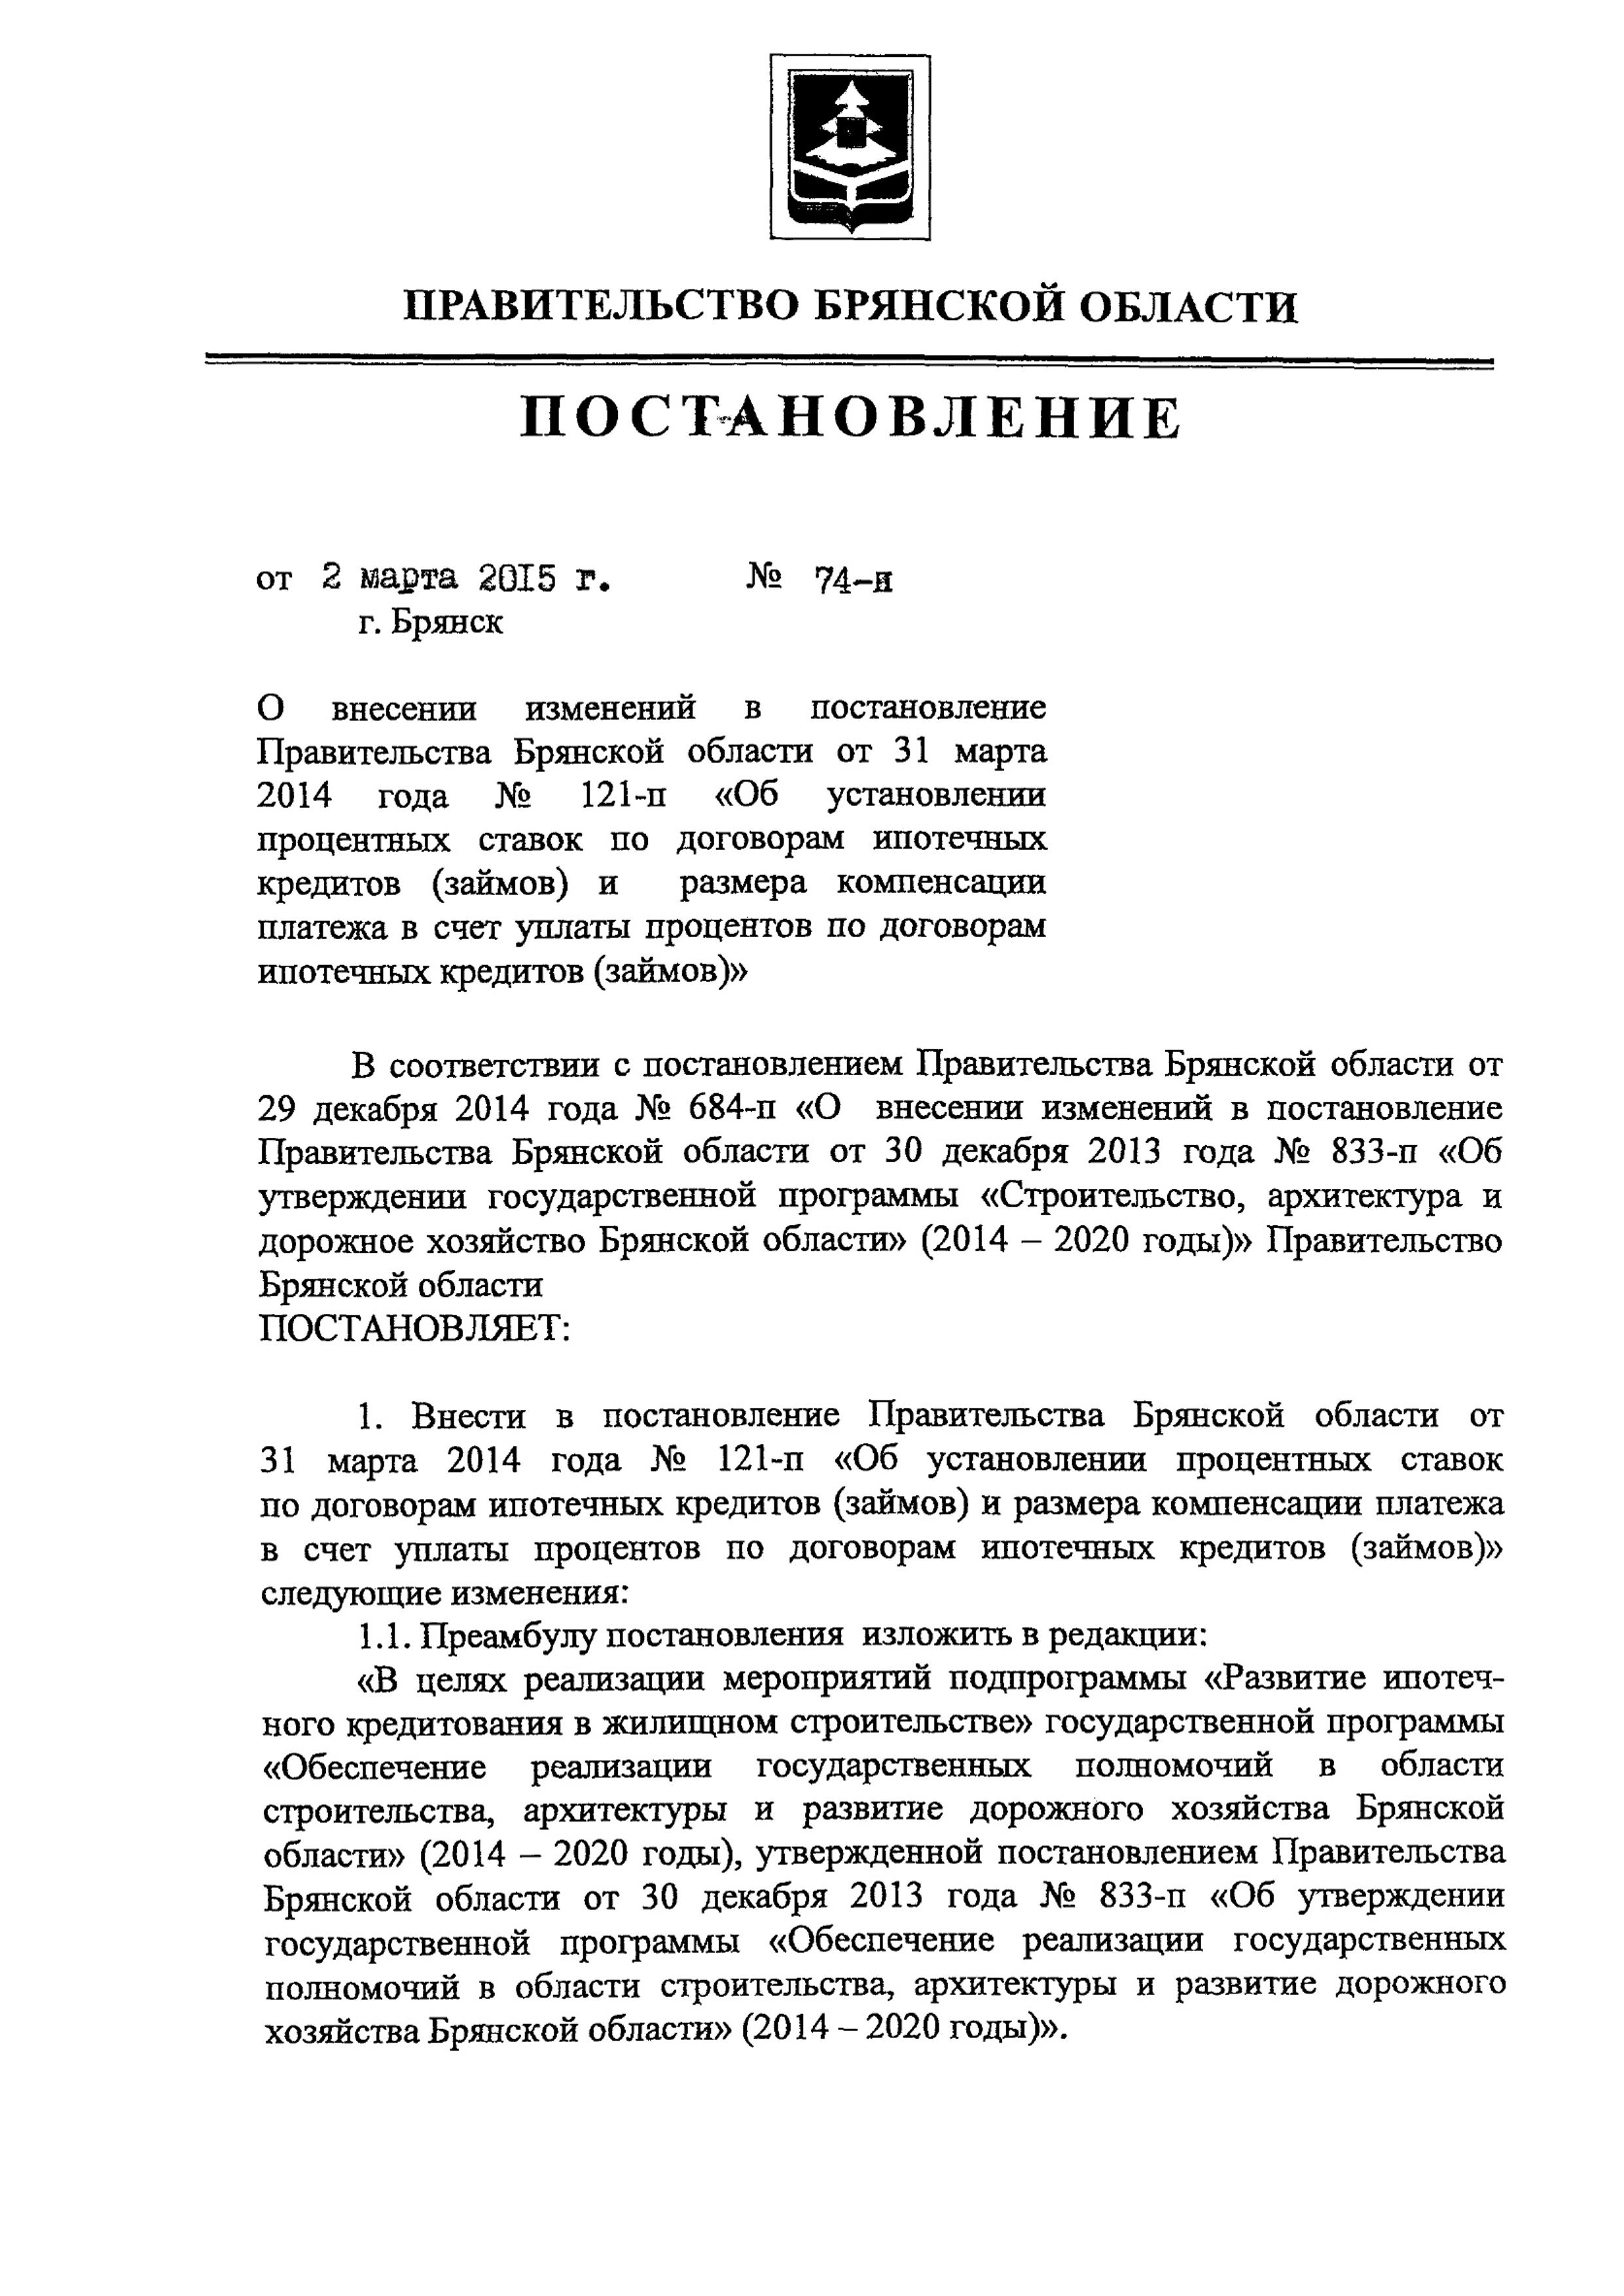 ПРАВИТЕЛЬСТВО БРЯНСКОЙ ОБЛАСТИ
ПОСТАНОВЛЕНИЕ
от 2 марта 2015 г. № 74-п
г. Брянск
О внесении изменений в постановление
Правительства Брянской области от 31 марта
2014 года № 121-п «Об установлении
процентных ставок по договорам ипотечных
кредитов (займов) и размера компенсации
платежа в счет уплаты процентов по договорам
ипотечных кредитов (займов)»
В соответствии с постановлением Правительства Брянской области от
29 декабря 2014 года № 684-п «О внесении изменений в постановление
Правительства Брянской области от 30 декабря 2013 года № 833-п «Об
утверждении государственной программы «Строительство, архитектура и
дорожное хозяйство Брянской области» (2014 – 2020 годы)» Правительство
Брянской области
ПОСТАНОВЛЯЕТ:
1. Внести в постановление Правительства Брянской области от
31 марта 2014 года № 121-п «Об установлении процентных ставок
по договорам ипотечных кредитов (займов) и размера компенсации платежа
в счет уплаты процентов по договорам ипотечных кредитов (займов)»
следующие изменения:
1.1. Преамбулу постановления изложить в редакции:
«В целях реализации мероприятий подпрограммы «Развитие ипотеч-
ного кредитования в жилищном строительстве» государственной программы
«Обеспечение реализации государственных полномочий в области
строительства, архитектуры и развитие дорожного хозяйства Брянской
области» (2014 – 2020 годы), утвержденной постановлением Правительства
Брянской области от 30 декабря 2013 года № 833-п «Об утверждении
государственной программы «Обеспечение реализации государственных
полномочий в области строительства, архитектуры и развитие дорожного
хозяйства Брянской области» (2014 – 2020 годы)».